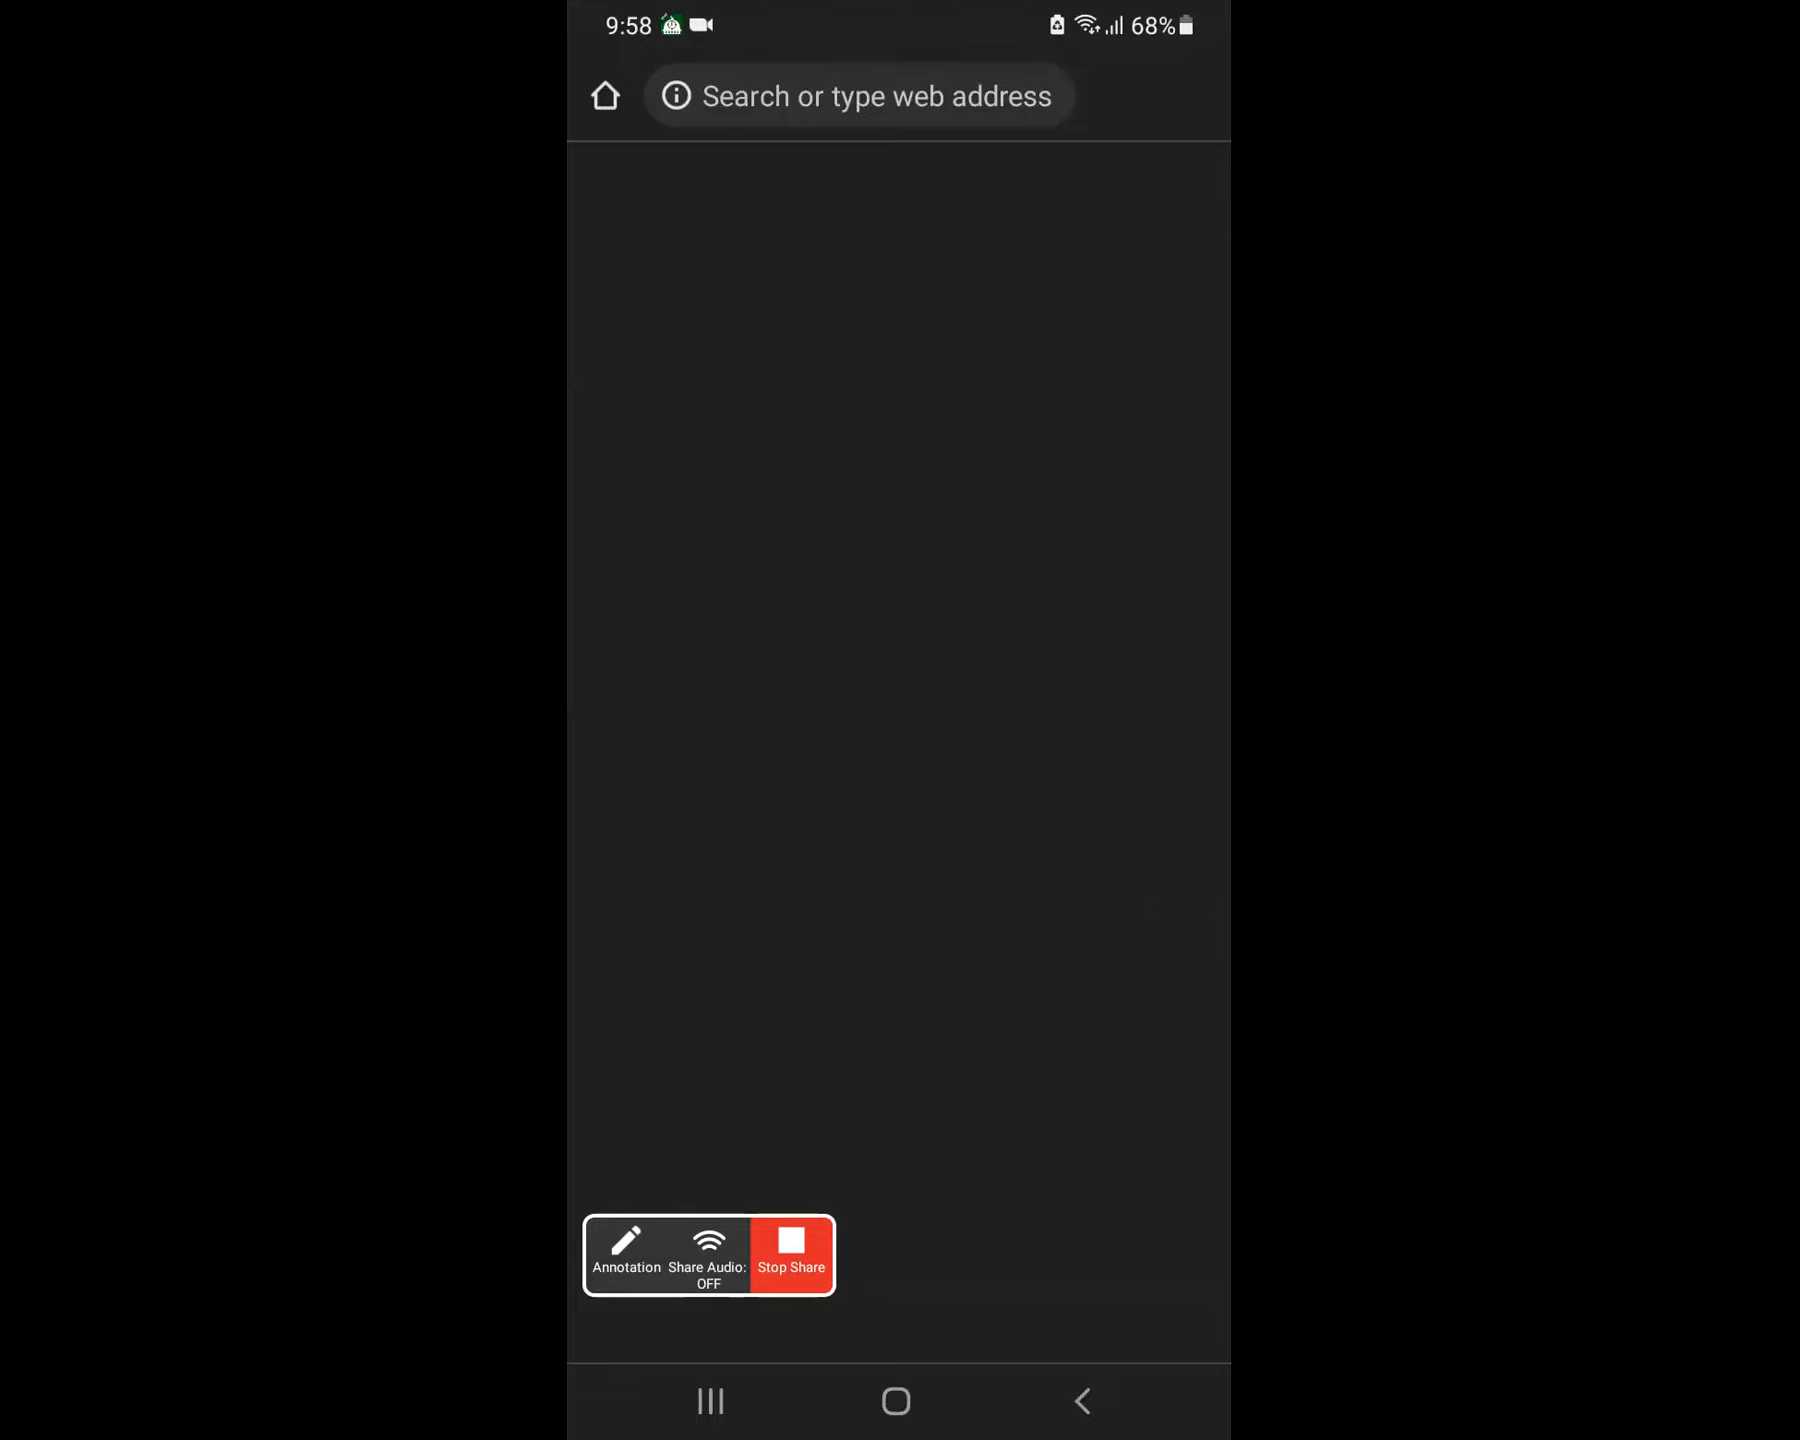 9:58 68%
Search or type web address
Annotation Share Audio: Stop Share
OFF